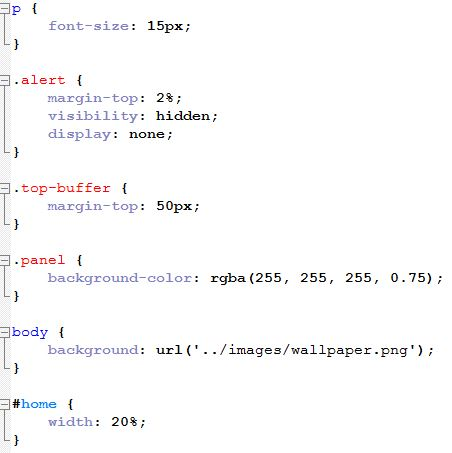 p {
    font-size: 15px;
}
.alert {
    margin-top: 2%;
    visibility: hidden;
    display: none;
}
.top-buffer {
    margin-top: 50px;
}
.panel {
    background-color: rgba(255, 255, 255, 0.75);
}
body {
    background: url('../images/wallpaper.png');
}
#home {
    width: 20%;
}